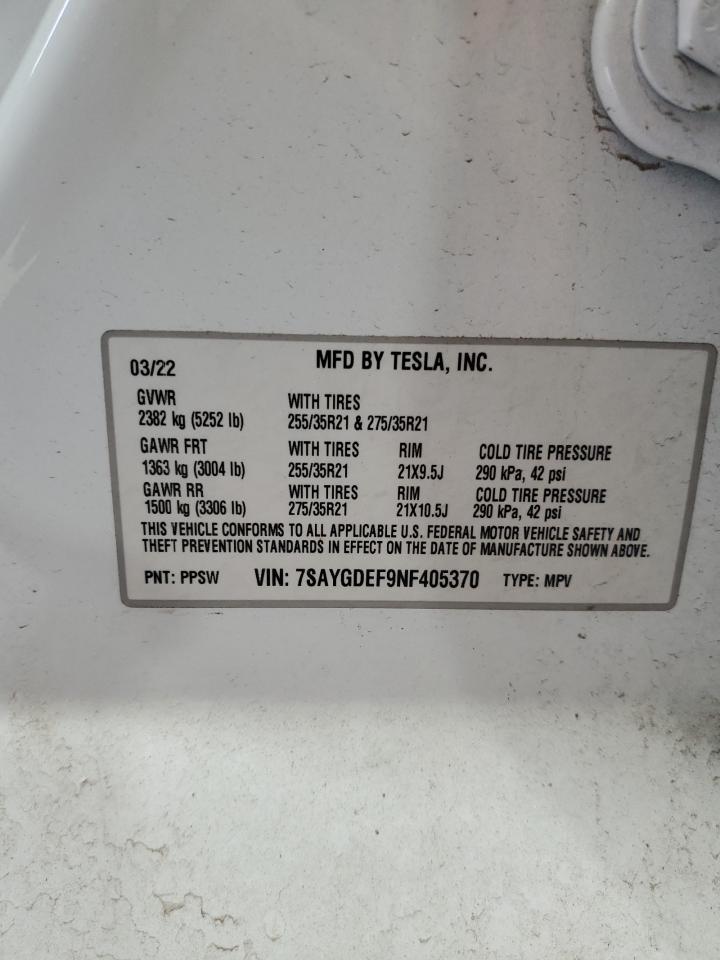 03/22 MFD BY TESLA, INC.
GVWR WITH TIRES
2382 kg (5252 lb) 255/35R21 & 275/35R21
GAWR FRT WITH TIRES RIM COLD TIRE PRESSURE
1363 kg (3004 lb) 255/35R21 21X9.5J 290 kPa, 42 psi
GAWR RR WITH TIRES RIM COLD TIRE PRESSURE
1500 kg (3306 lb) 275/35R21 21X10.5J 290 kPa, 42 psi
THIS VEHICLE CONFORMS TO ALL APPLICABLE U.S. FEDERAL MOTOR VEHICLE SAFETY AND
THEFT PREVENTION STANDARDS IN EFFECT ON THE DATE OF MANUFACTURE SHOWN ABOVE.
PNT: PPSW VIN: 7SAYGDEF9NF405370 TYPE: MPV